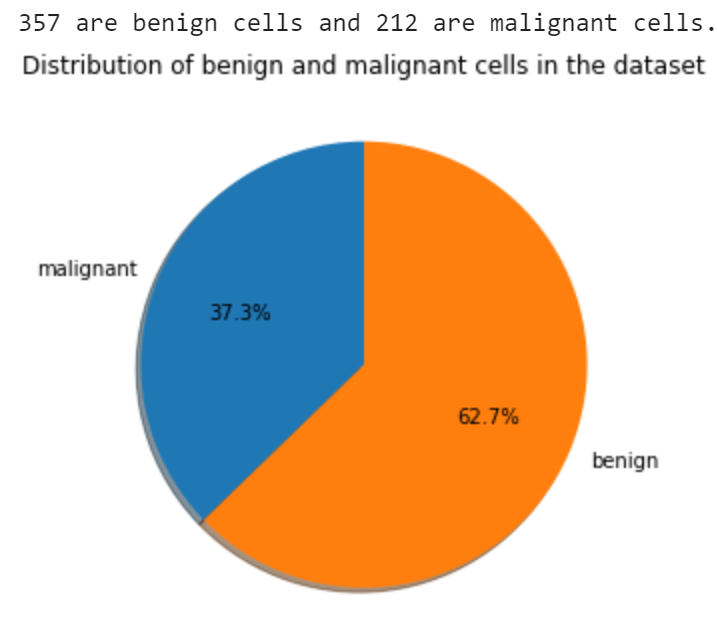 357 are benign cells and 212 are malignant cells.
Distribution of benign and malignant cells in the dataset
malignant
37.3%
62.7%
benign